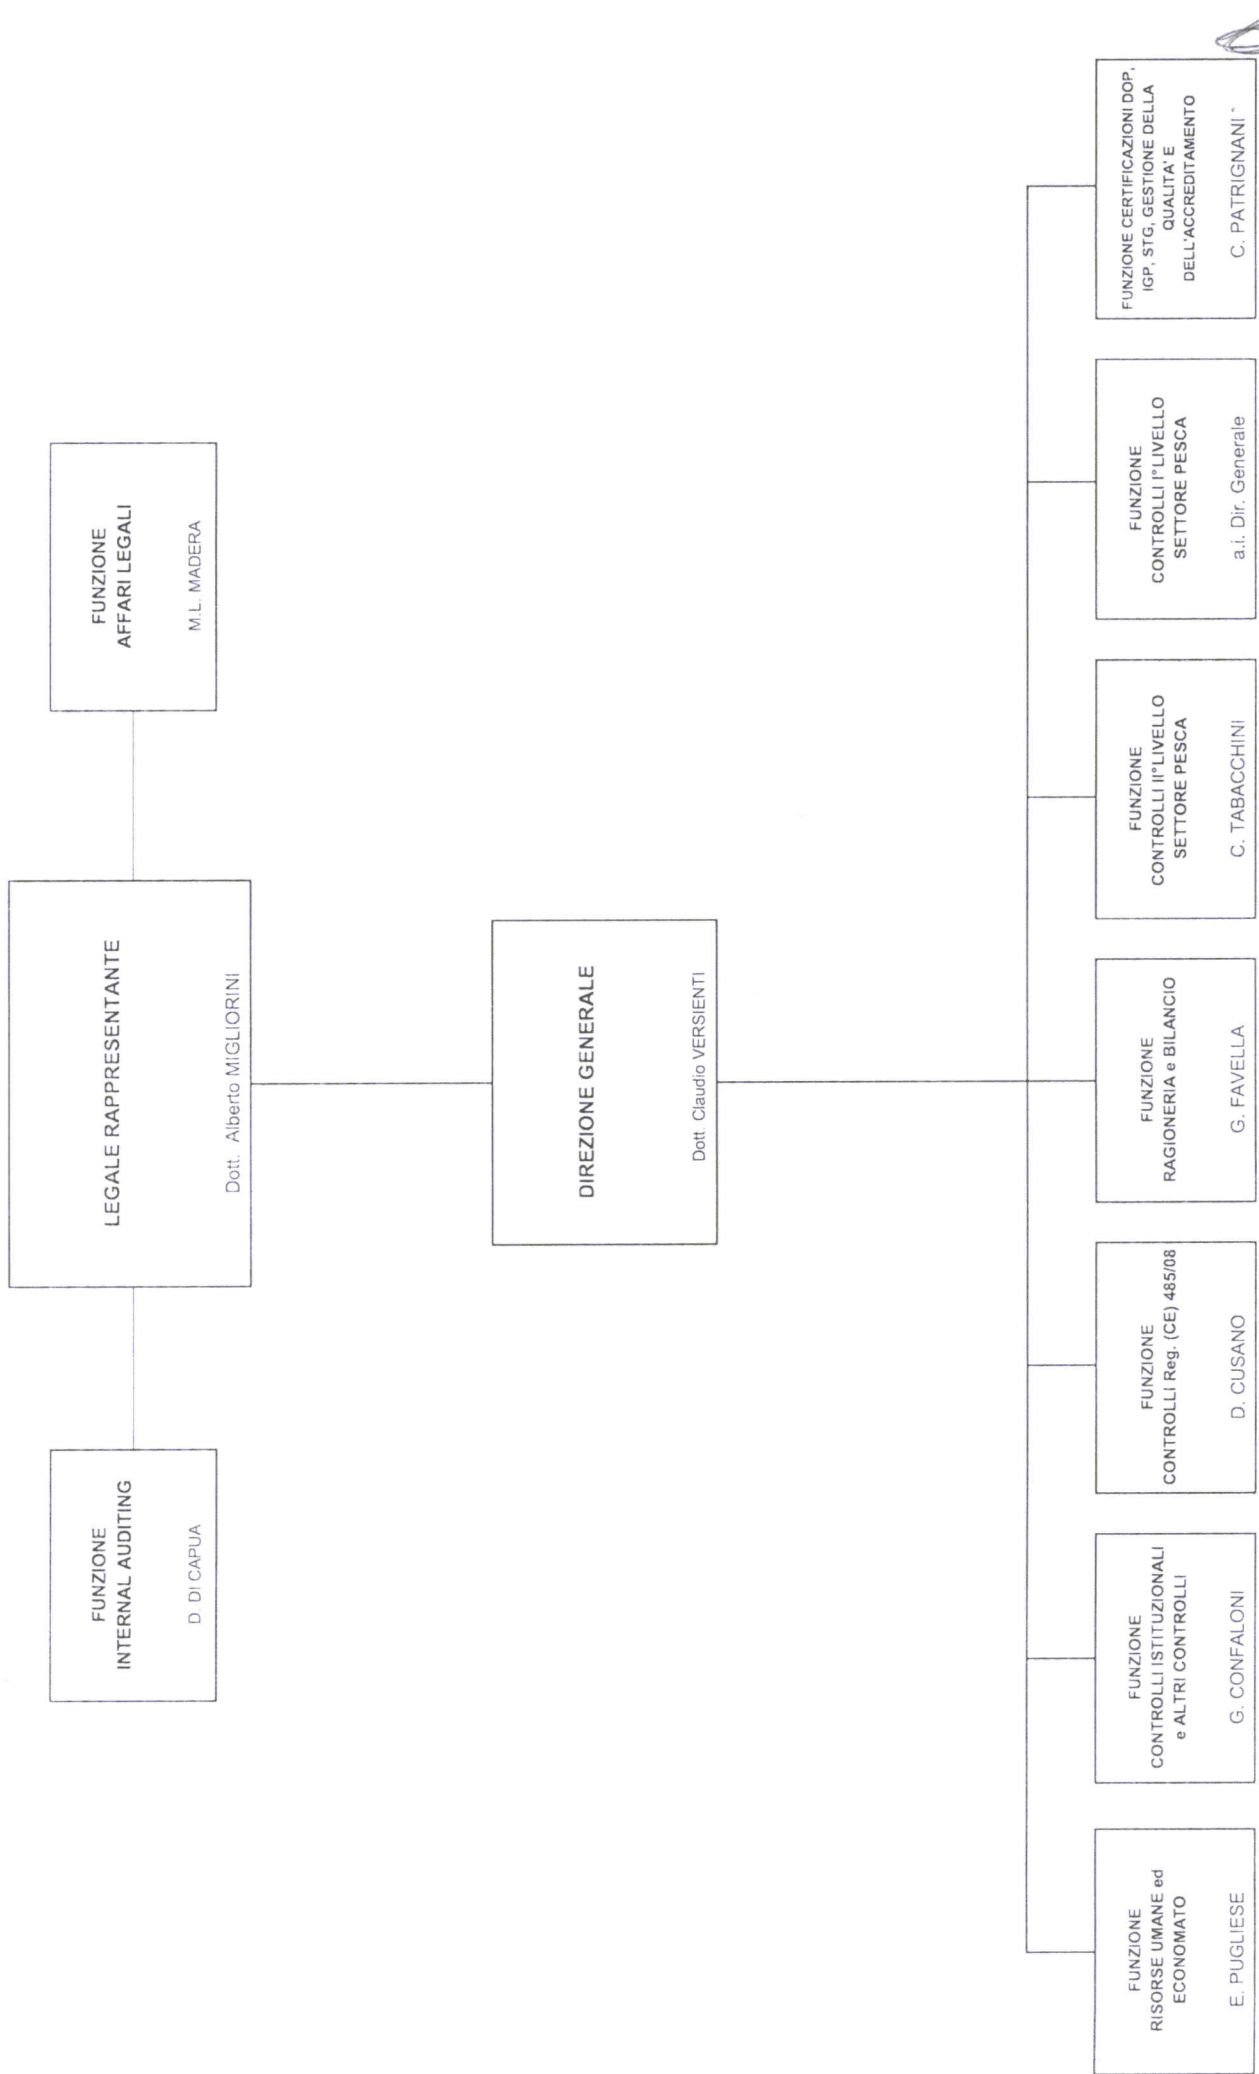 LEGALE RAPPRESENTANTE
Dott. Alberto MIGLIORINI
FUNZIONE
INTERNAL AUDITING
D. DI CAPUA
FUNZIONE
AFFARI LEGALI
M.L. MADERA
DIREZIONE GENERALE
Dott. Claudio VERSIENTI
FUNZIONE
RISORSE UMANE ed
ECONOMATO
E. PUGLIESE
FUNZIONE
CONTROLLI ISTITUZIONALI
e ALTRI CONTROLLI
G. CONFALONI
FUNZIONE
CONTROLLI Reg. (CE) 485/08
D. CUSANO
FUNZIONE
RAGIONERIA e BILANCIO
G. FAVELLA
FUNZIONE
CONTROLLI II°LIVELLO
SETTORE PESCA
C. TABACCHINI
FUNZIONE
CONTROLLI I°LIVELLO
SETTORE PESCA
a.i. Dir. Generale
FUNZIONE CERTIFICAZIONI DOP,
IGP, STG, GESTIONE DELLA
QUALITA' E
DELL'ACCREDITAMENTO
C. PATRIGNANI *